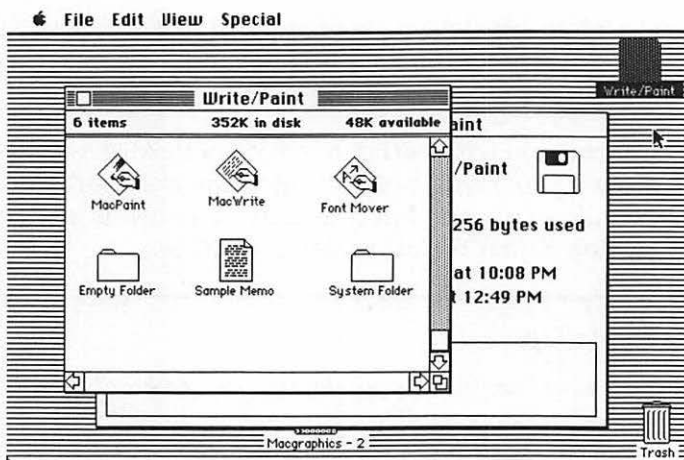 File Edit View Special
Write/Paint
Write/Paint
6 items 352K in disk 48K available
aint
/Paint
MacPaint MacWrite Font Mover
256 bytes used
Empty Folder Sample Memo System Folder
at 10:08 PM
t 12:49 PM
Macgraphics - 2
Trash